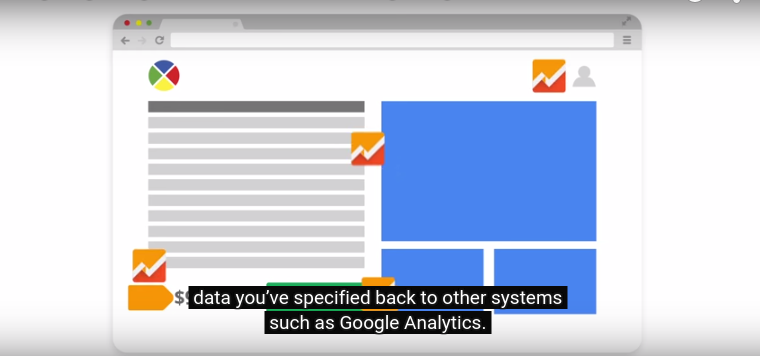 data you've specified back to other systems
such as Google Analytics.